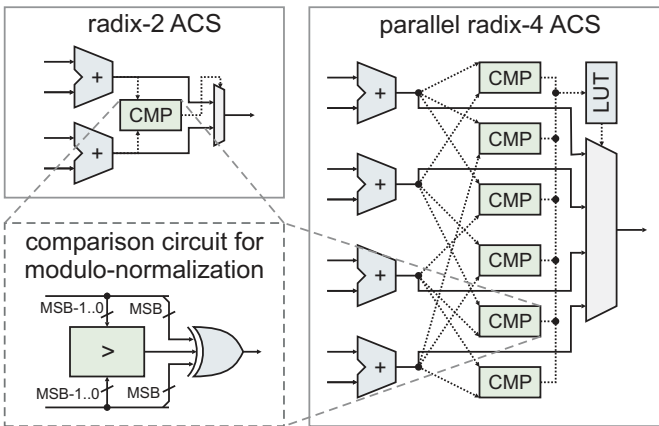 radix-2 ACS
+
CMP
+
comparison circuit for
modulo-normalization
MSB-1..0
MSB
>
MSB-1..0
MSB
parallel radix-4 ACS
+
CMP
LUT
CMP
+
CMP
CMP
+
CMP
+
CMP